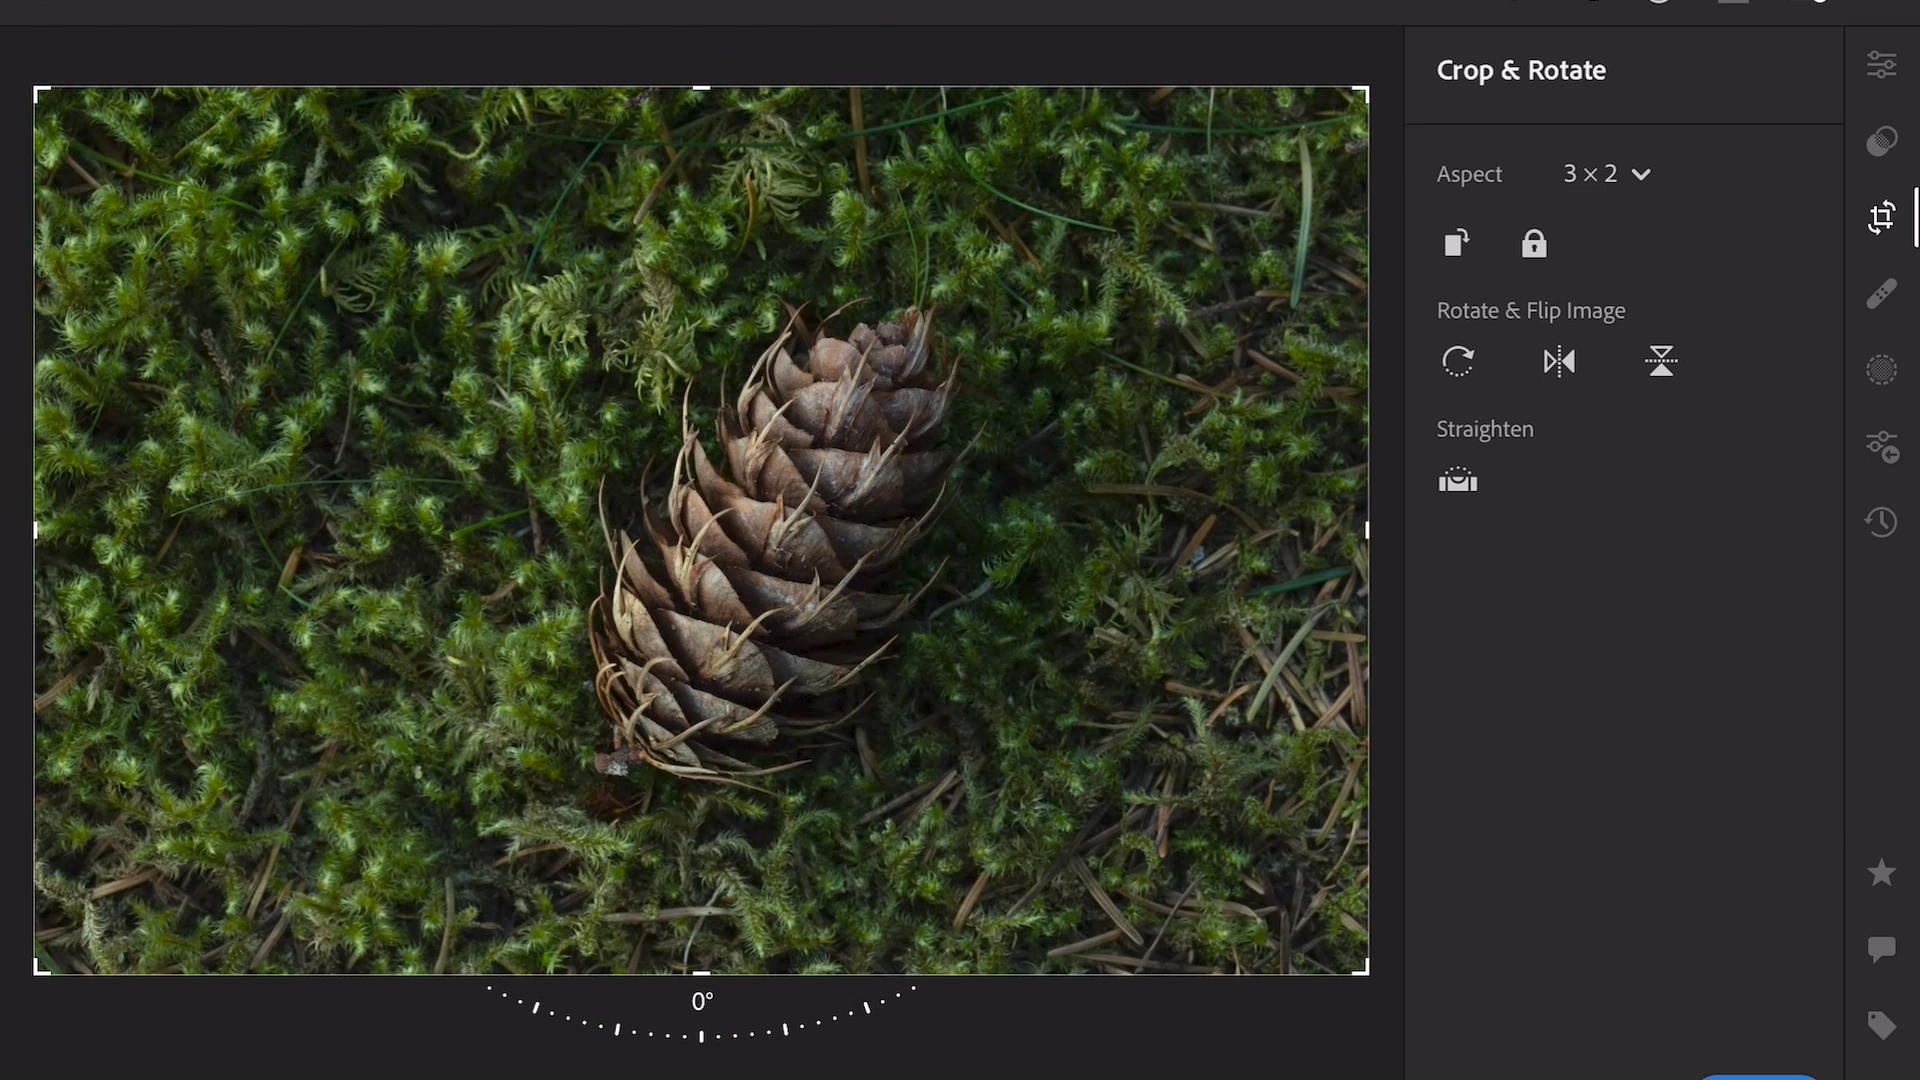 Crop & Rotate
Aspect 3 × 2
Rotate & Flip Image
Straighten
0°